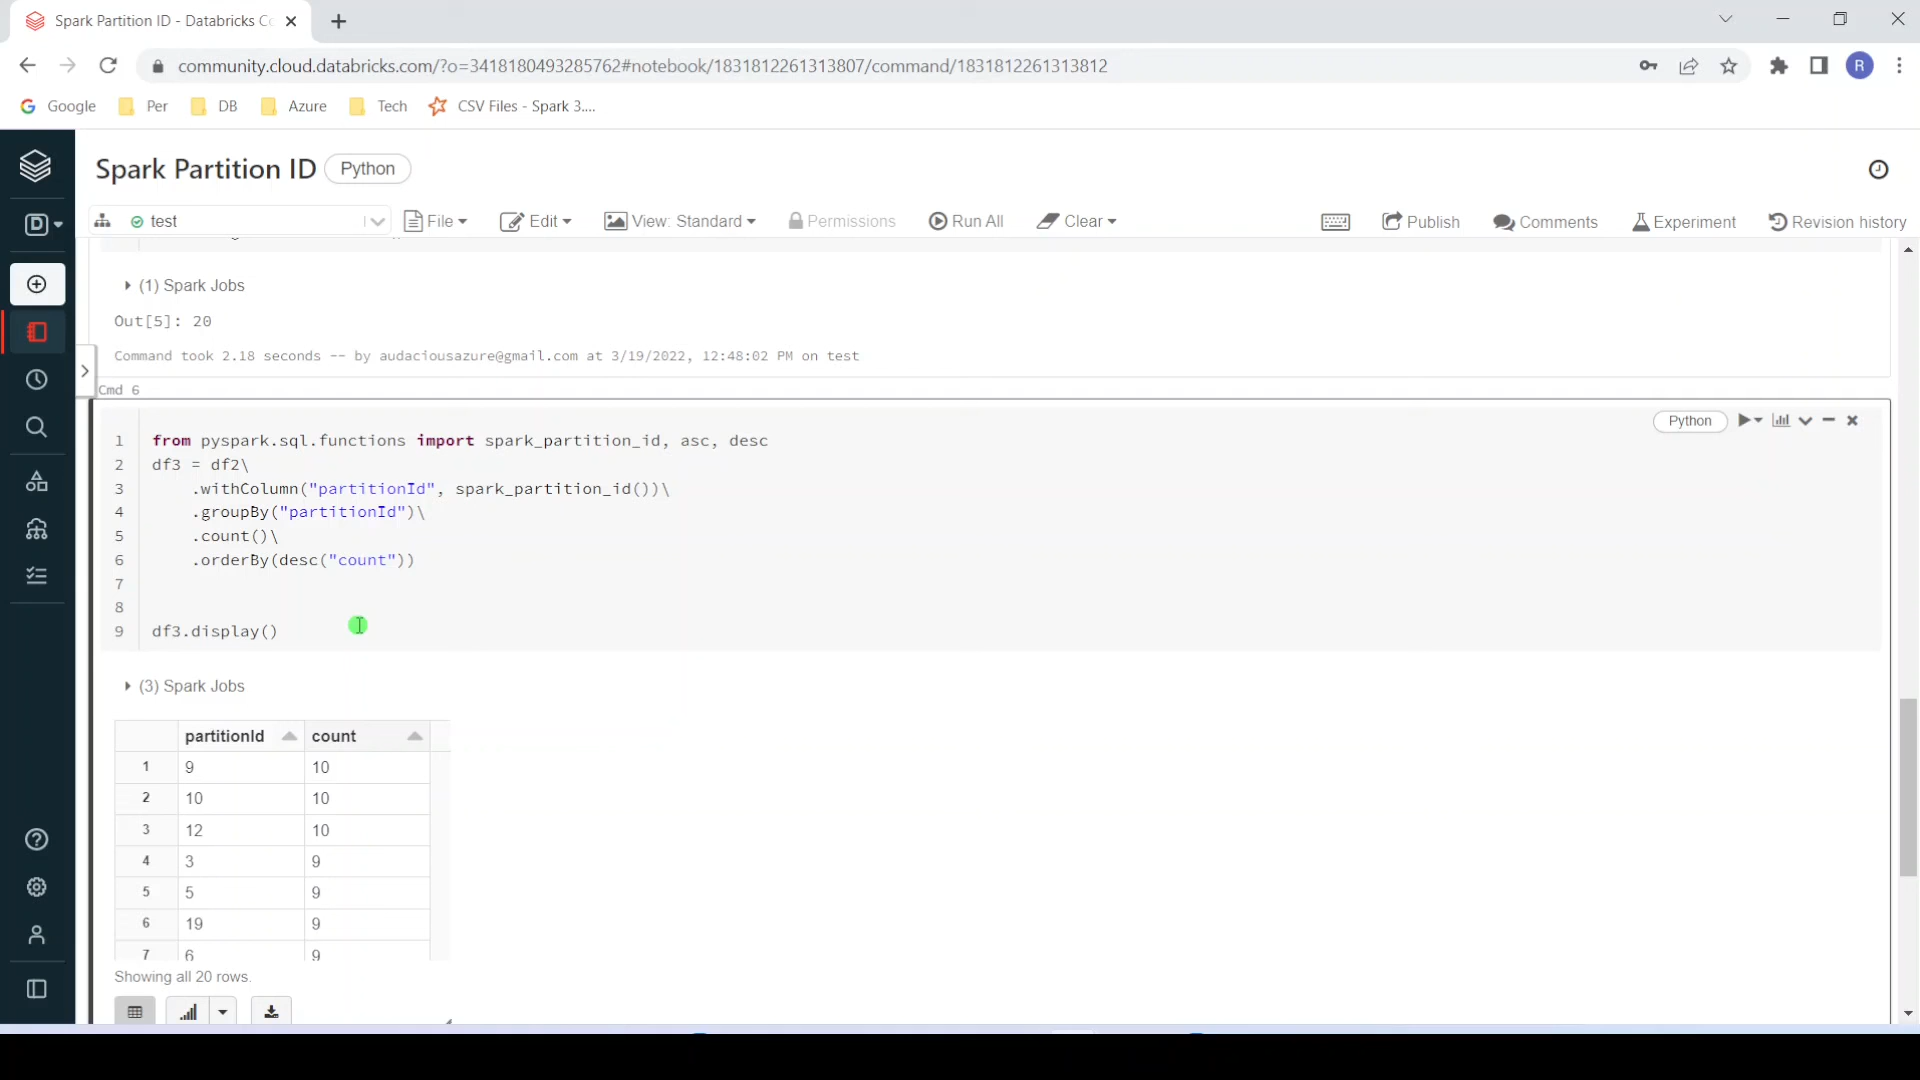 Spark Partition ID - Databricks Co
community.cloud.databricks.com/?o=3418180493285762#notebook/1831812261313807/command/1831812261313812
R
Google Per DB Azure Tech CSV Files - Spark 3....
Spark Partition ID Python
test File Edit View: Standard Permissions Run All Clear Publish Comments Experiment Revision history
D
(1) Spark Jobs
Out[5]: 20
Command took 2.18 seconds -- by audaciousazure@gmail.com at 3/19/2022, 12:48:02 PM on test
Cmd 6
Python
1 from pyspark.sql.functions import spark_partition_id, asc, desc
2 df3 = df2\
3 .withColumn("partitionId", spark_partition_id())\
4 .groupBy("partitionId")\
5 .count()\
6 .orderBy(desc("count"))
7
8
9 df3.display()
(3) Spark Jobs
partitionId count
1 9 10
2 10 10
3 12 10
4 3 9
5 5 9
6 19 9
7 6 9
Showing all 20 rows.